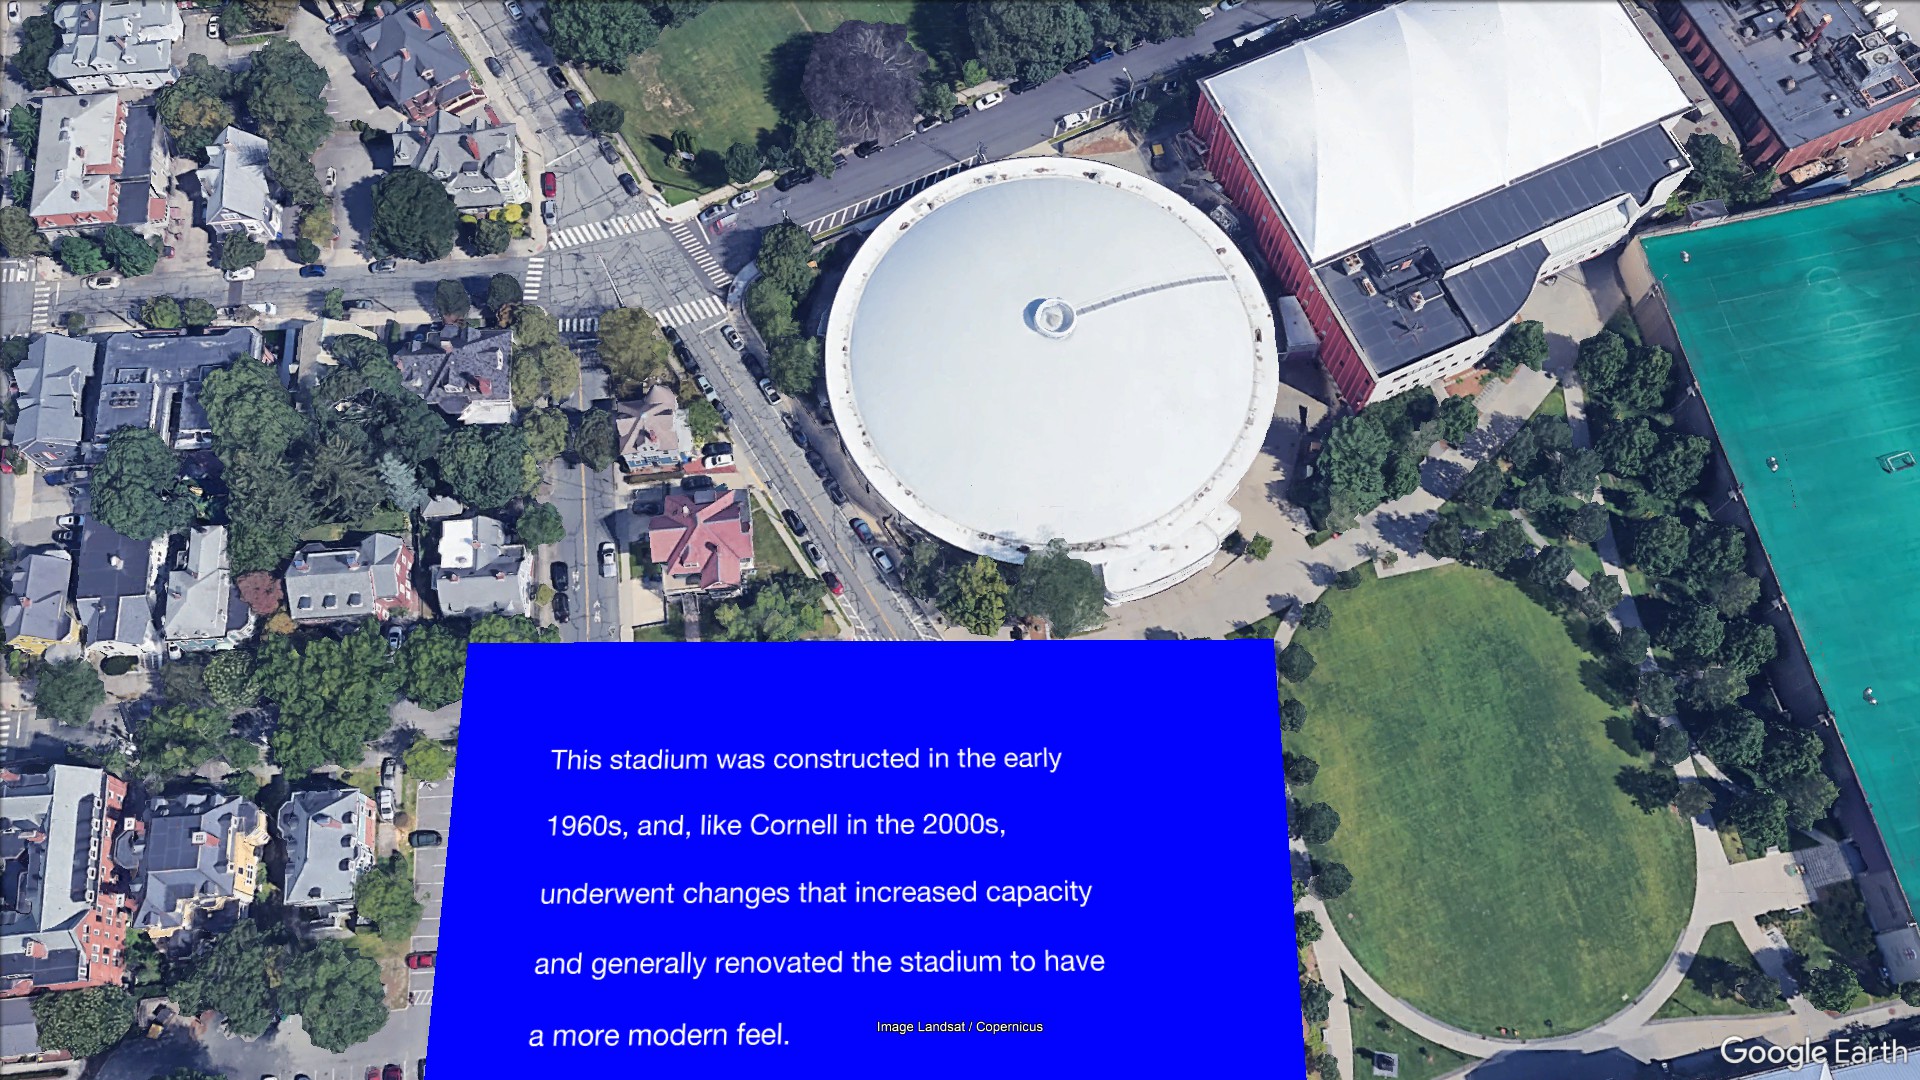 This stadium was constructed in the early
1960s, and, like Cornell in the 2000s,
underwent changes that increased capacity
and generally renovated the stadium to have
a more modern feel.
Image Landsat / Copernicus
Google Earth